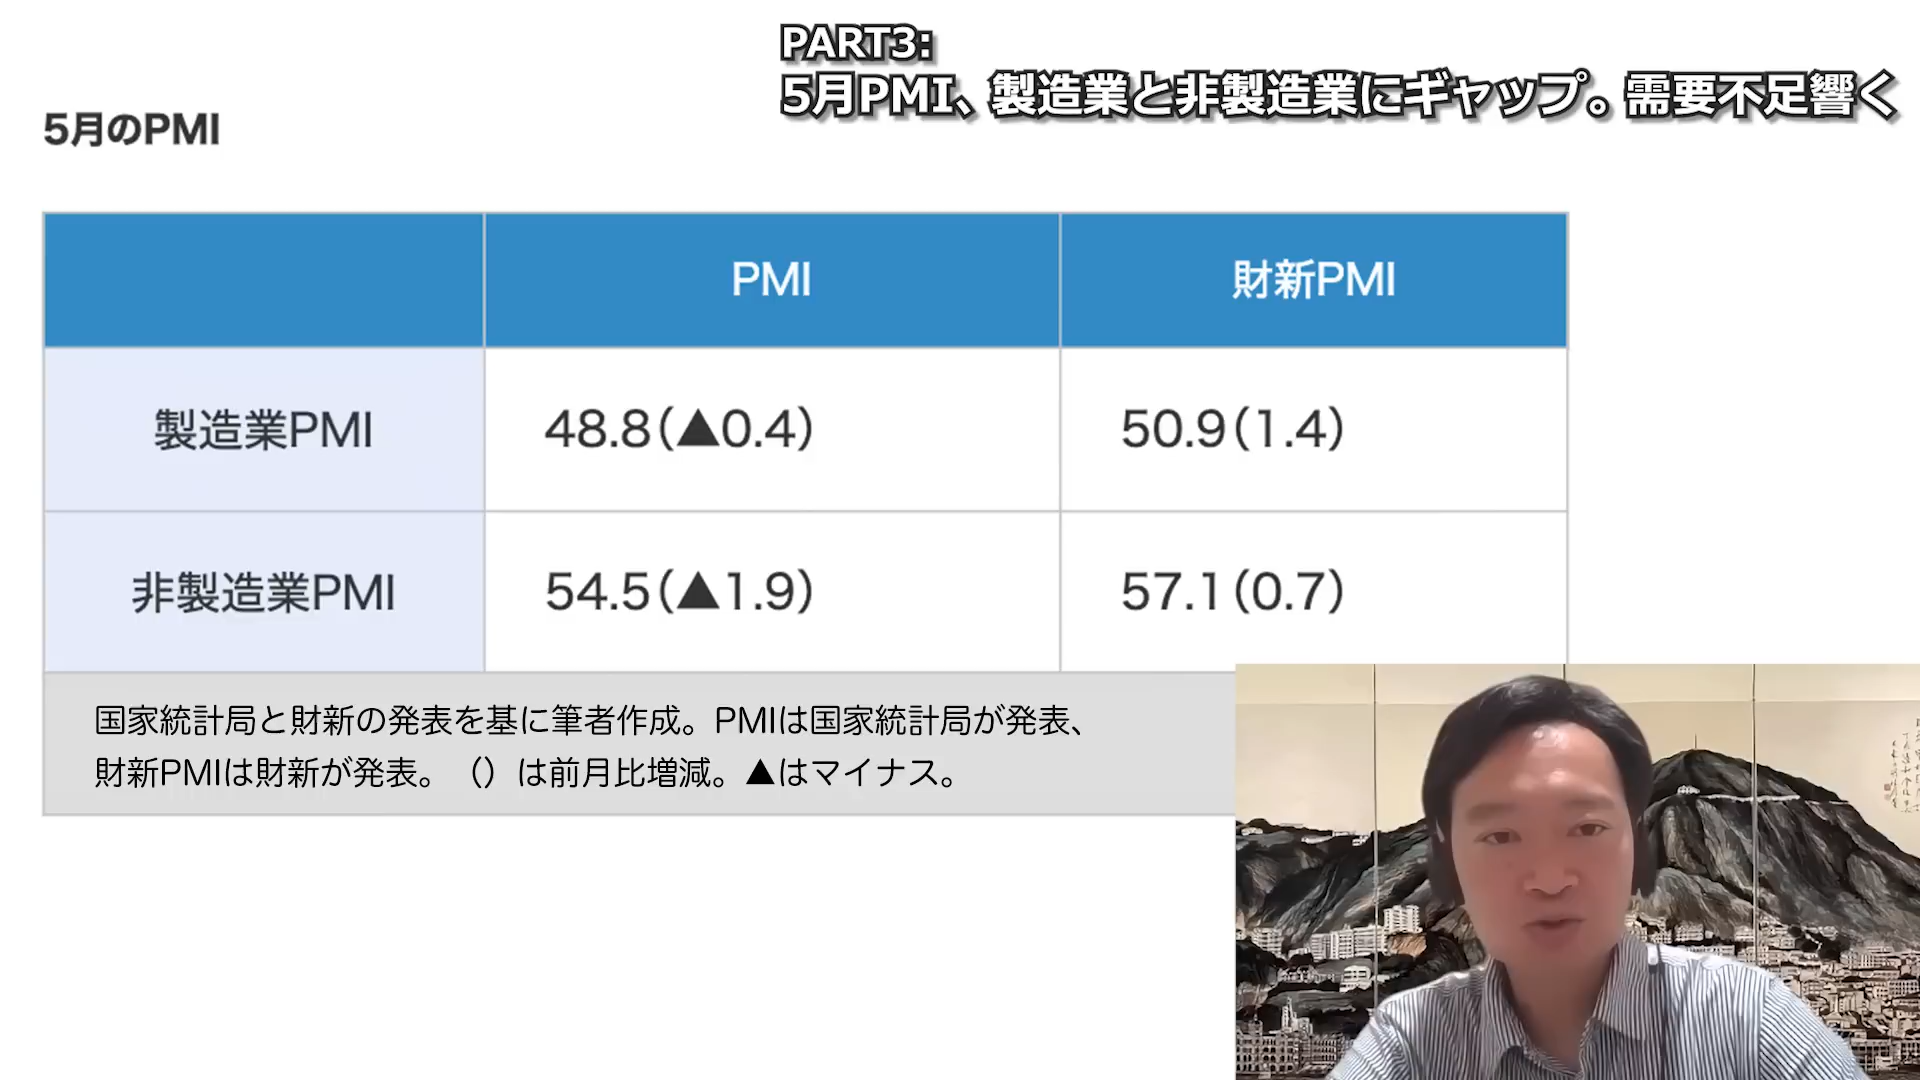 PART3:
5月PMI、製造業と非製造業にギャップ。需要不足響く
5月のPMI
PMI
財新PMI
製造業PMI
48.8(▲0.4)
50.9(1.4)
非製造業PMI
54.5(▲1.9)
57.1(0.7)
国家統計局と財新の発表を基に筆者作成。PMIは国家統計局が発表、
財新PMIは財新が発表。（）は前月比増減。▲はマイナス。